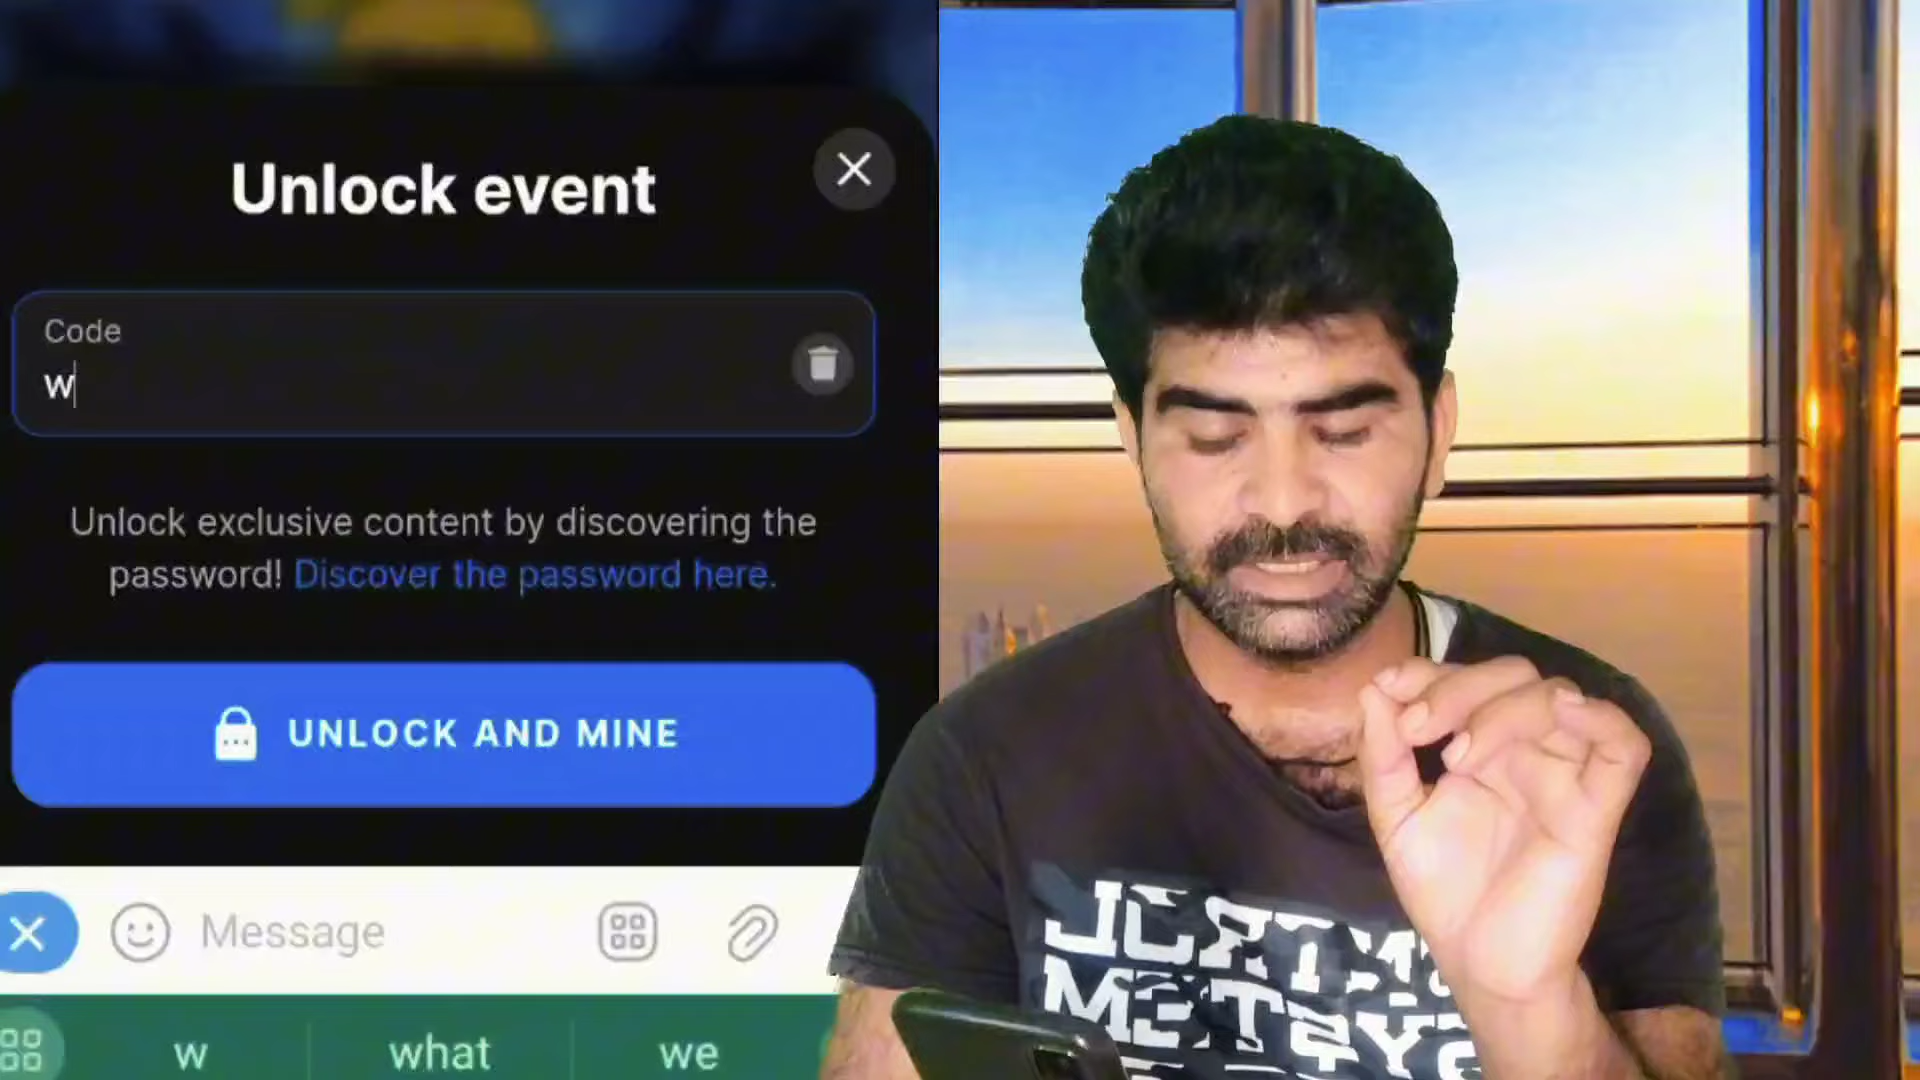 Unlock event
Code
w
Unlock exclusive content by discovering the
password! Discover the password here.
UNLOCK AND MINE
Message
w what we